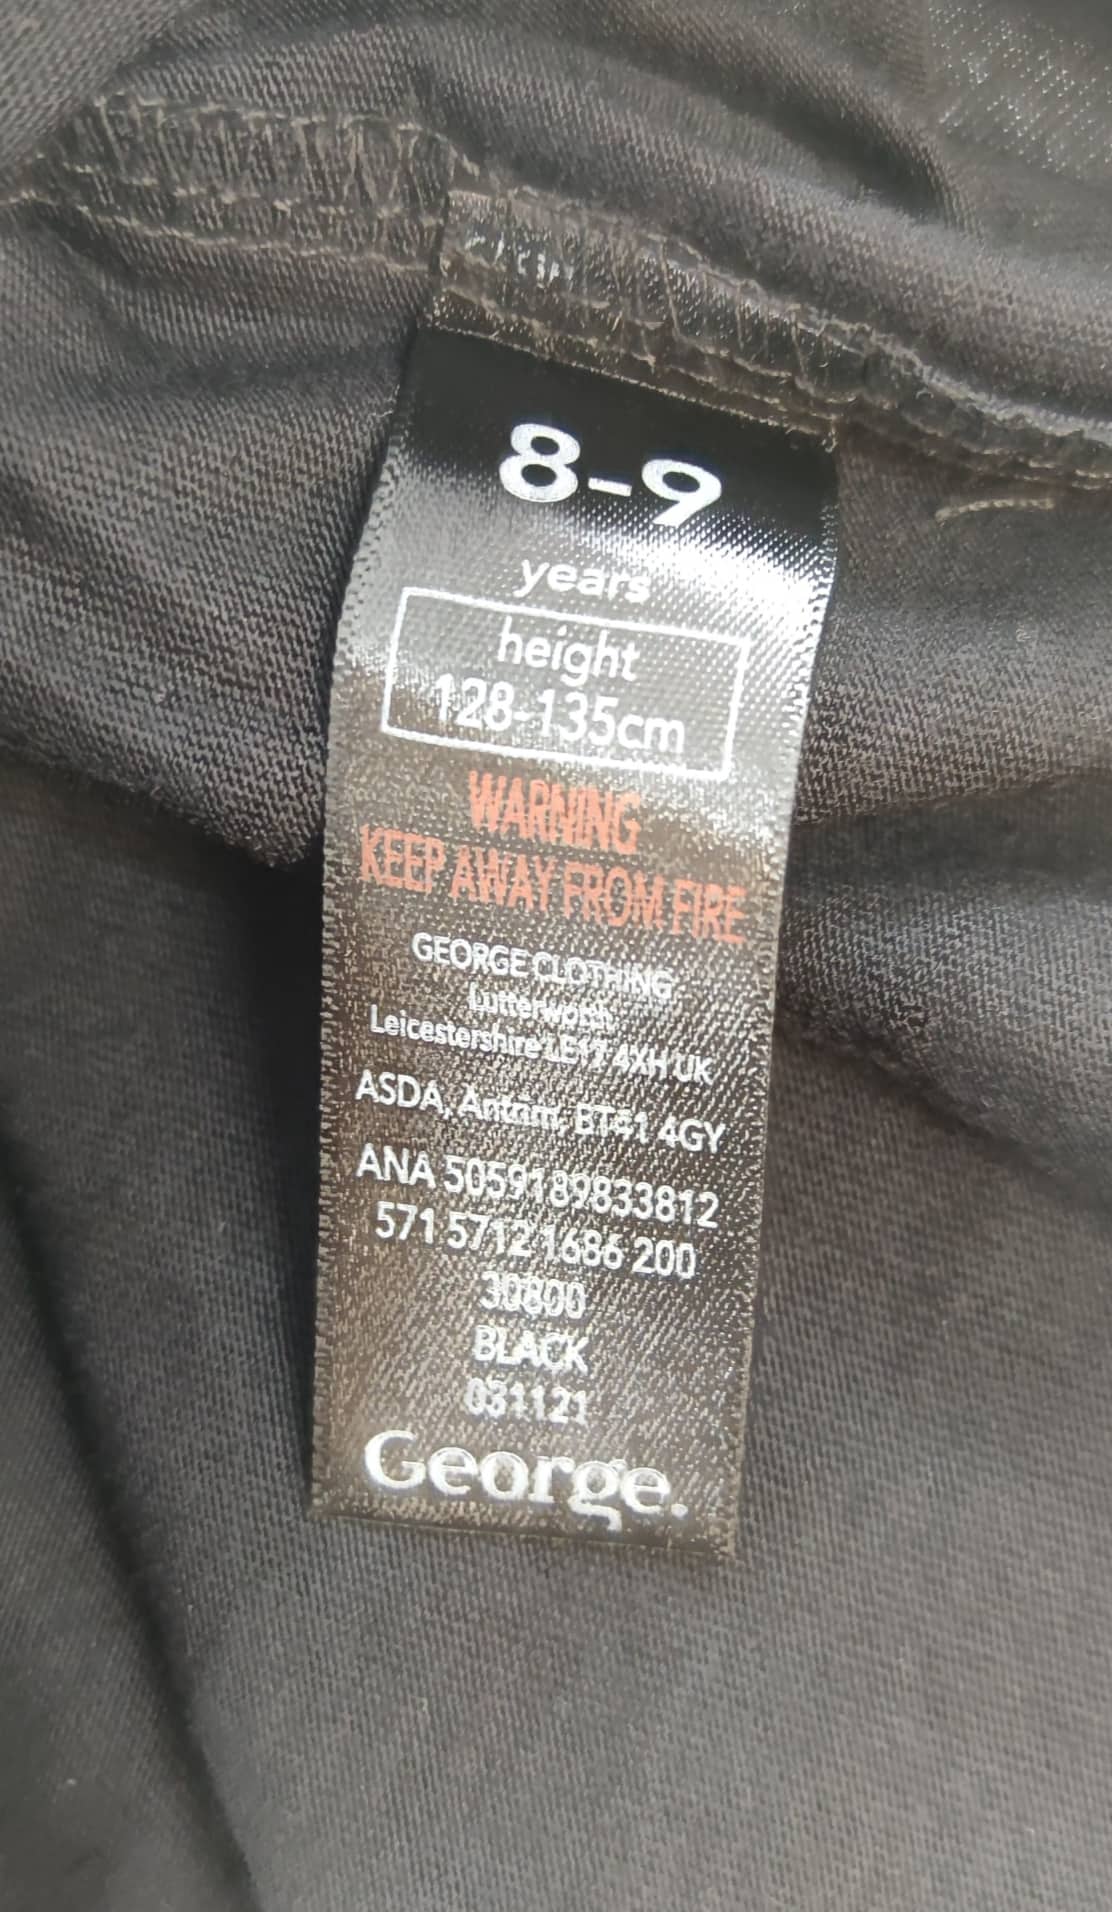 8-9
years
height
128-135cm
WARNING
KEEP AWAY FROM FIRE
GEORGE CLOTHING
Lutterworth
Leicestershire LE17 4XH UK
ASDA, Antrim, BT41 4GY
ANA 5059189833812
571 5712 1686 200
30800
BLACK
031121
George.